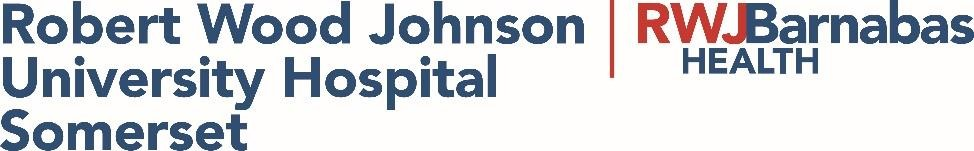 Robert Wood Johnson
University Hospital
Somerset
RWJBarnabas
HEALTH